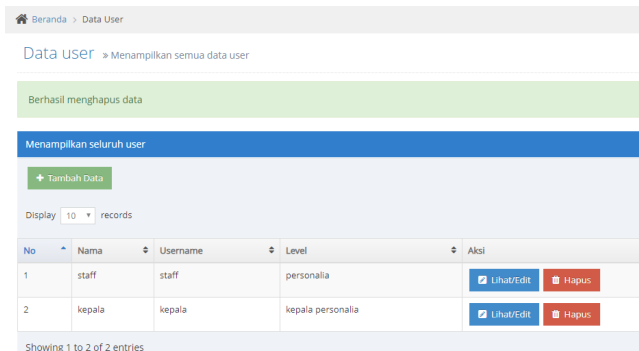 Beranda > Data User
Data user » Menampilkan semua data user
Berhasil menghapus data
Menampilkan seluruh user
+ Tambah Data
Display 10 records
No Nama Username Level Aksi
1 staff staff personalia Lihat/Edit Hapus
2 kepala kepala kepala personalia Lihat/Edit Hapus
Showing 1 to 2 of 2 entries